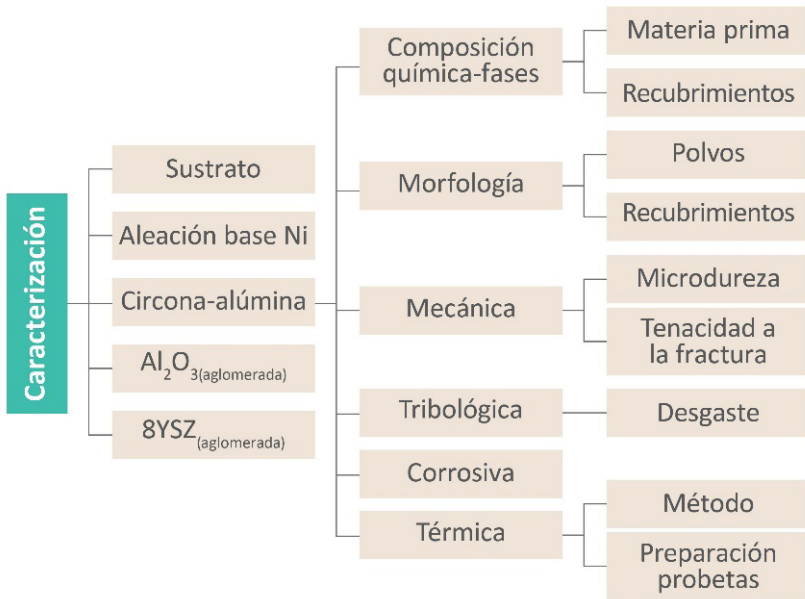 Caracterización
Sustrato
Aleación base Ni
Circona-alúmina
Al₂O₃(aglomerada)
8YSZ(aglomerada)
Composición
química-fases
Morfología
Mecánica
Tribológica
Corrosiva
Térmica
Materia prima
Recubrimientos
Polvos
Recubrimientos
Microdureza
Tenacidad a
la fractura
Desgaste
Método
Preparación
probetas